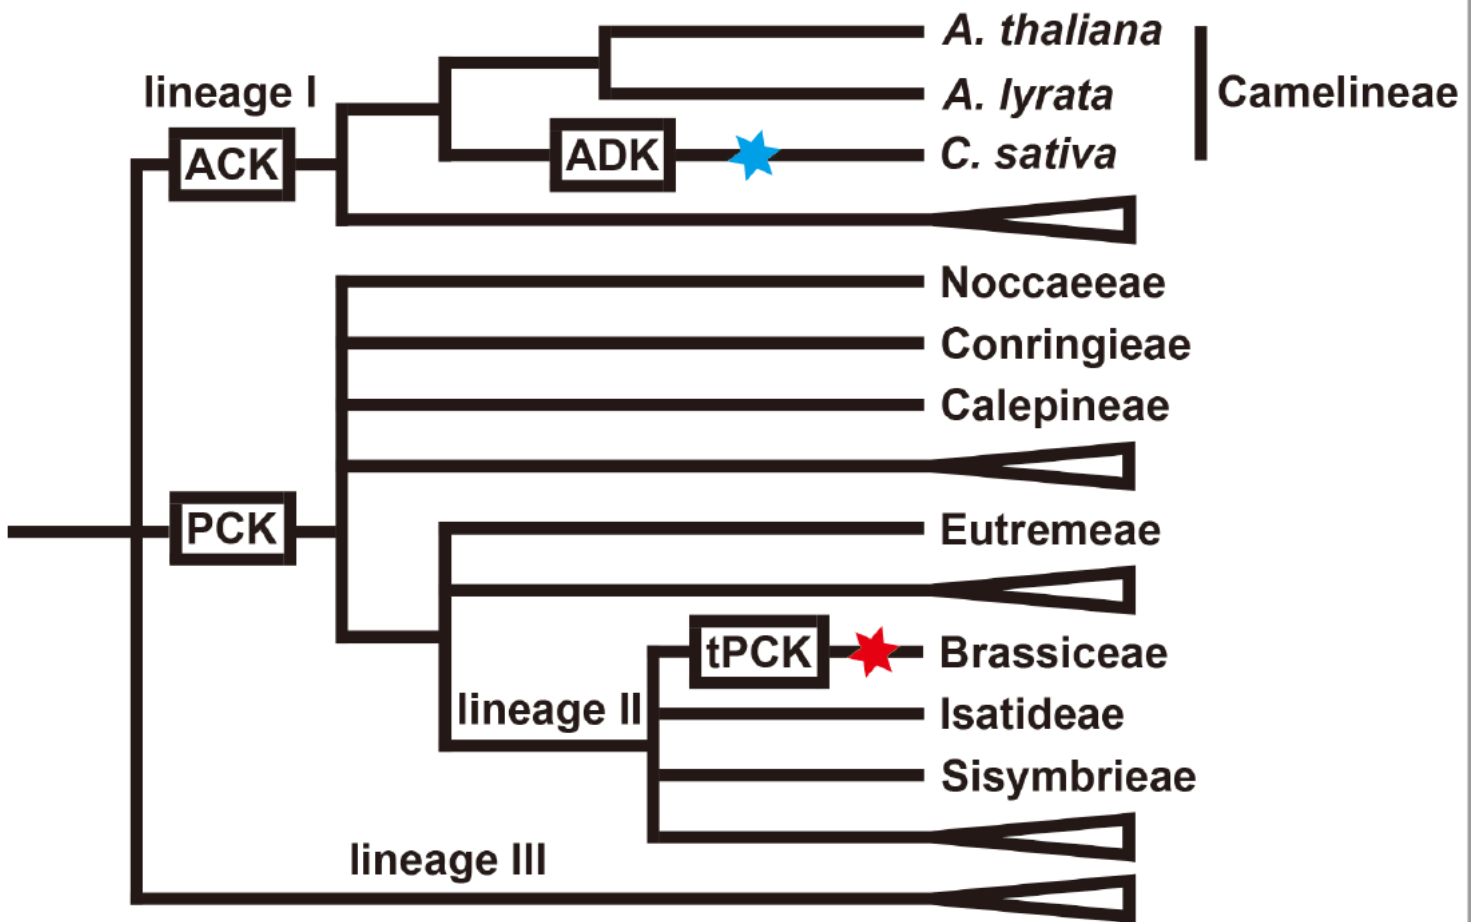 A. thaliana
lineage I
A. lyrata
Camelineae
ACK
ADK
C. sativa
Noccaeeae
Conringieae
Calepineae
PCK
Eutremeae
tPCK
Brassiceae
lineage II
Isatideae
Sisymbrieae
lineage III